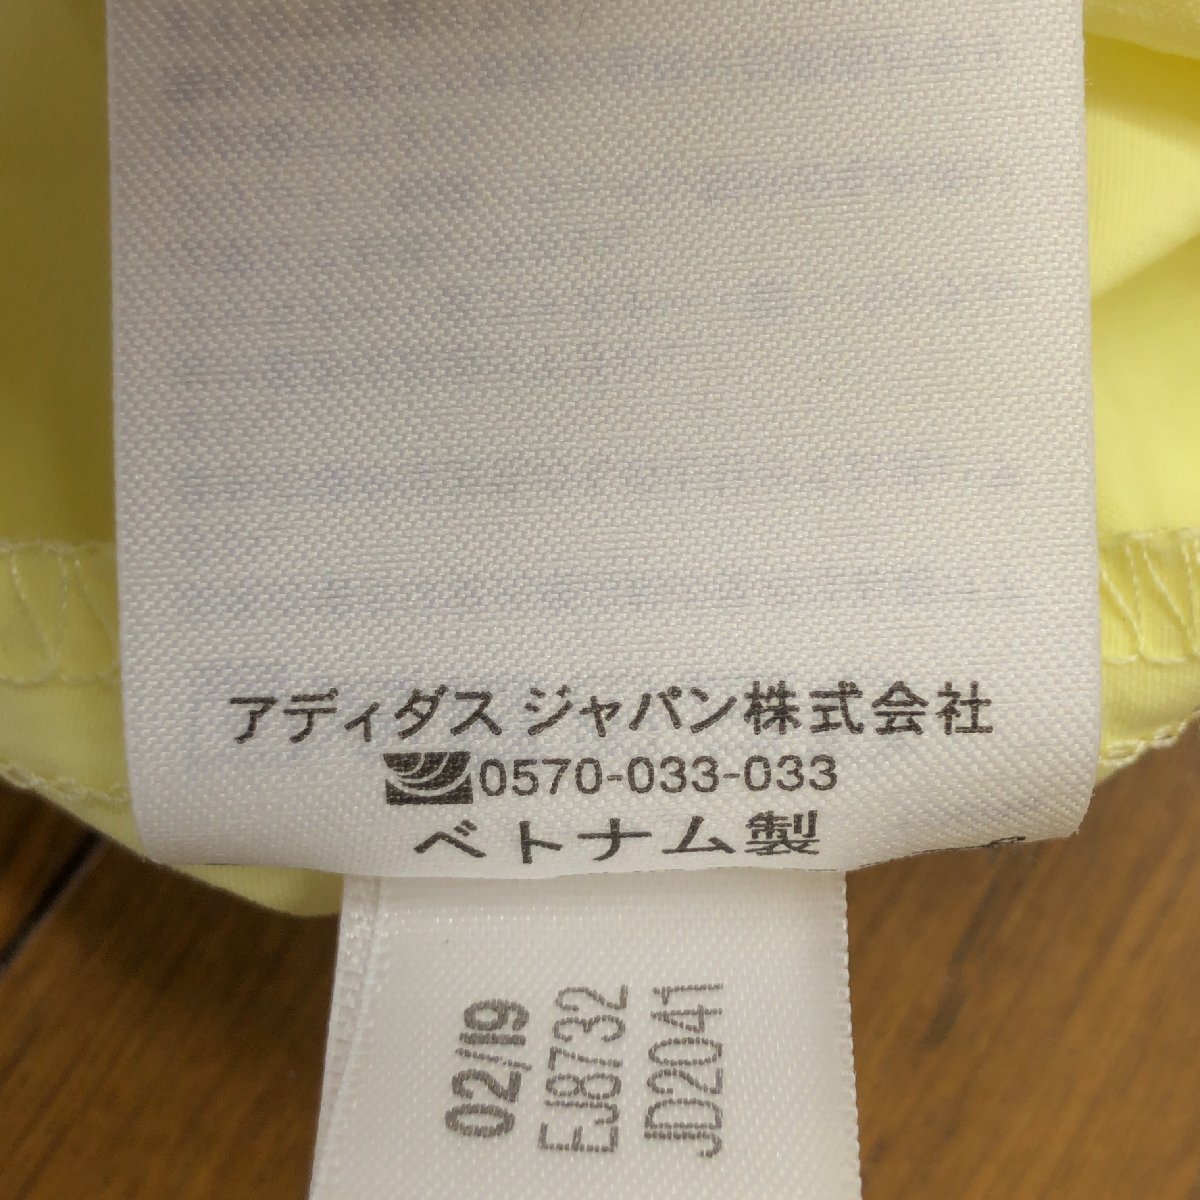 アディダス ジャパン株式会社
0570-033-033
ベトナム製
02/19
EJ8732
JD2041